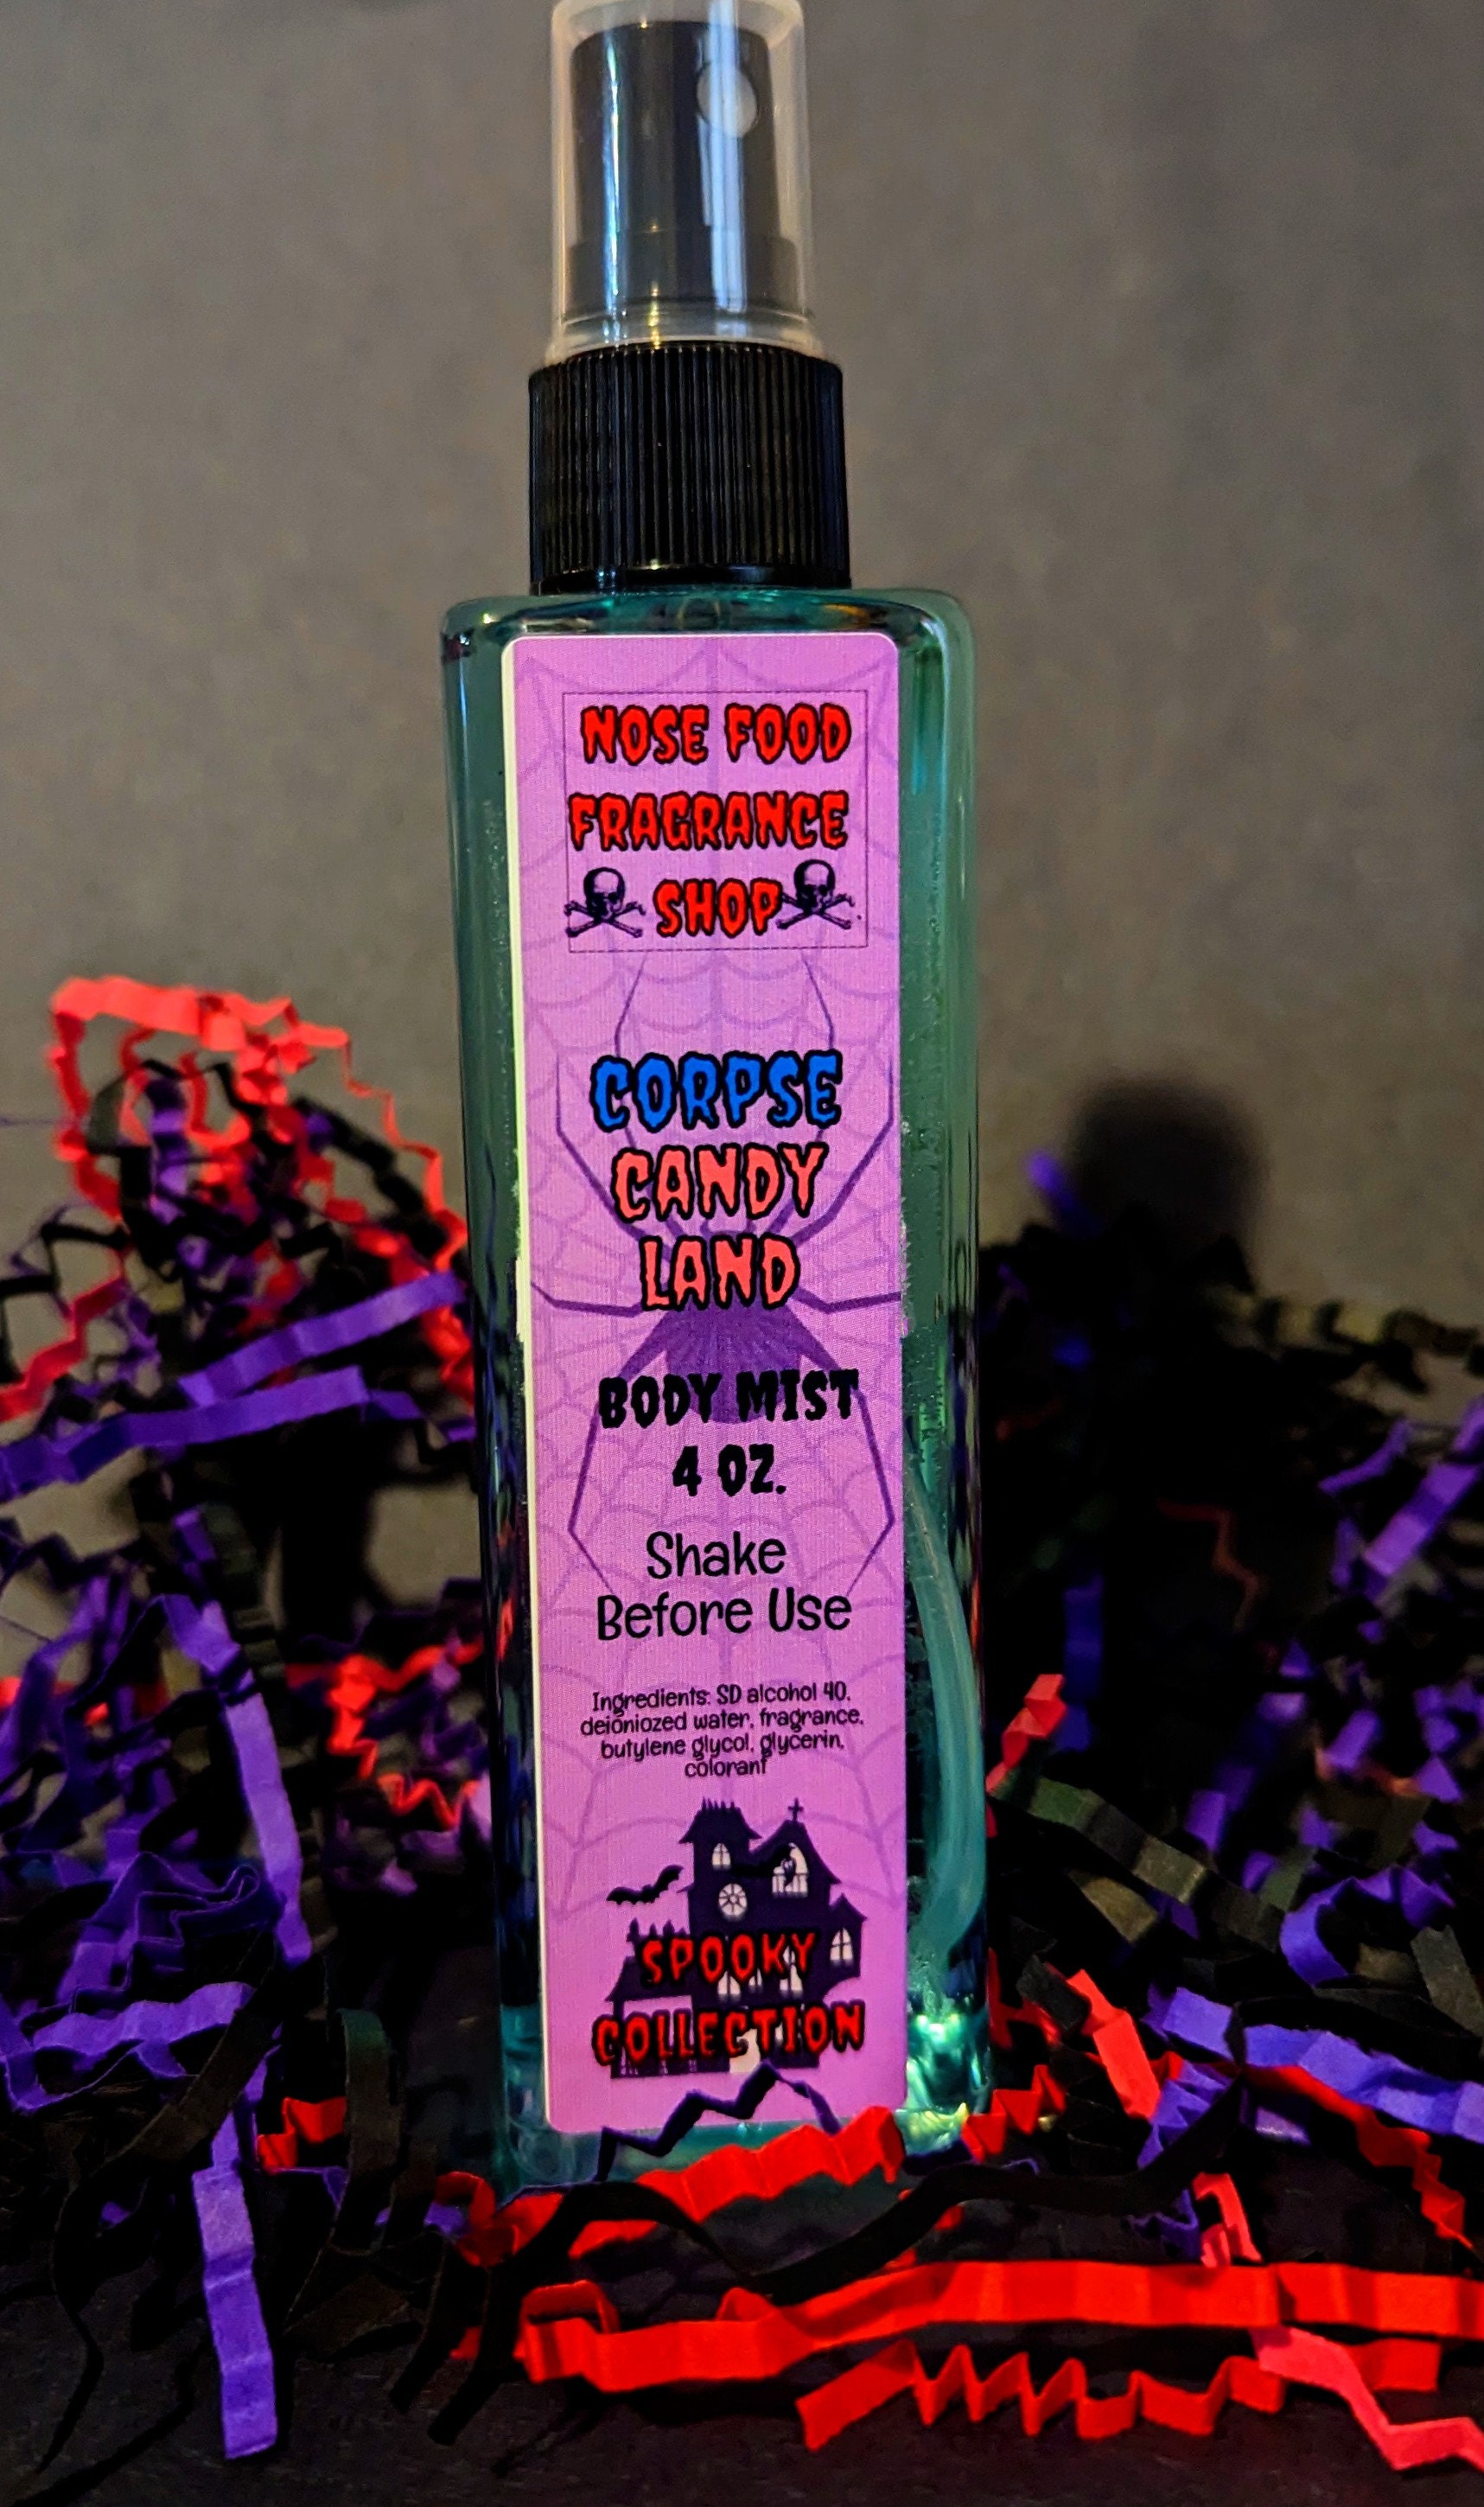 NOSE FOOD
FRAGRANCE
SHOP
CORPSE
CANDY
LAND
BODY MIST
4 OZ.
Shake
Before Use
Ingredients: SD alcohol 40,
deioniozed water, fragrance,
butylene glycol, glycerin,
colorant
SPOOKY
COLLECTION